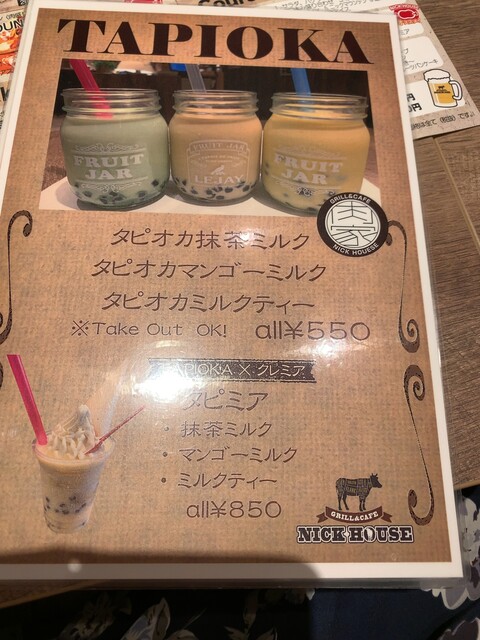 TAPIOKA
FRUIT JAR
FRUIT JAR
LEJAY
FRUIT JAR
GRILL&CAFE
肉家
NICK HOUESE
タピオカ抹茶ミルク
タピオカマンゴーミルク
タピオカミルクティー
※Take Out OK! all¥550
TAPIOKA×クレミア
タピミア
・抹茶ミルク
・マンゴーミルク
・ミルクティー
all¥850
GRILL&CAFE
NICK HOUSE